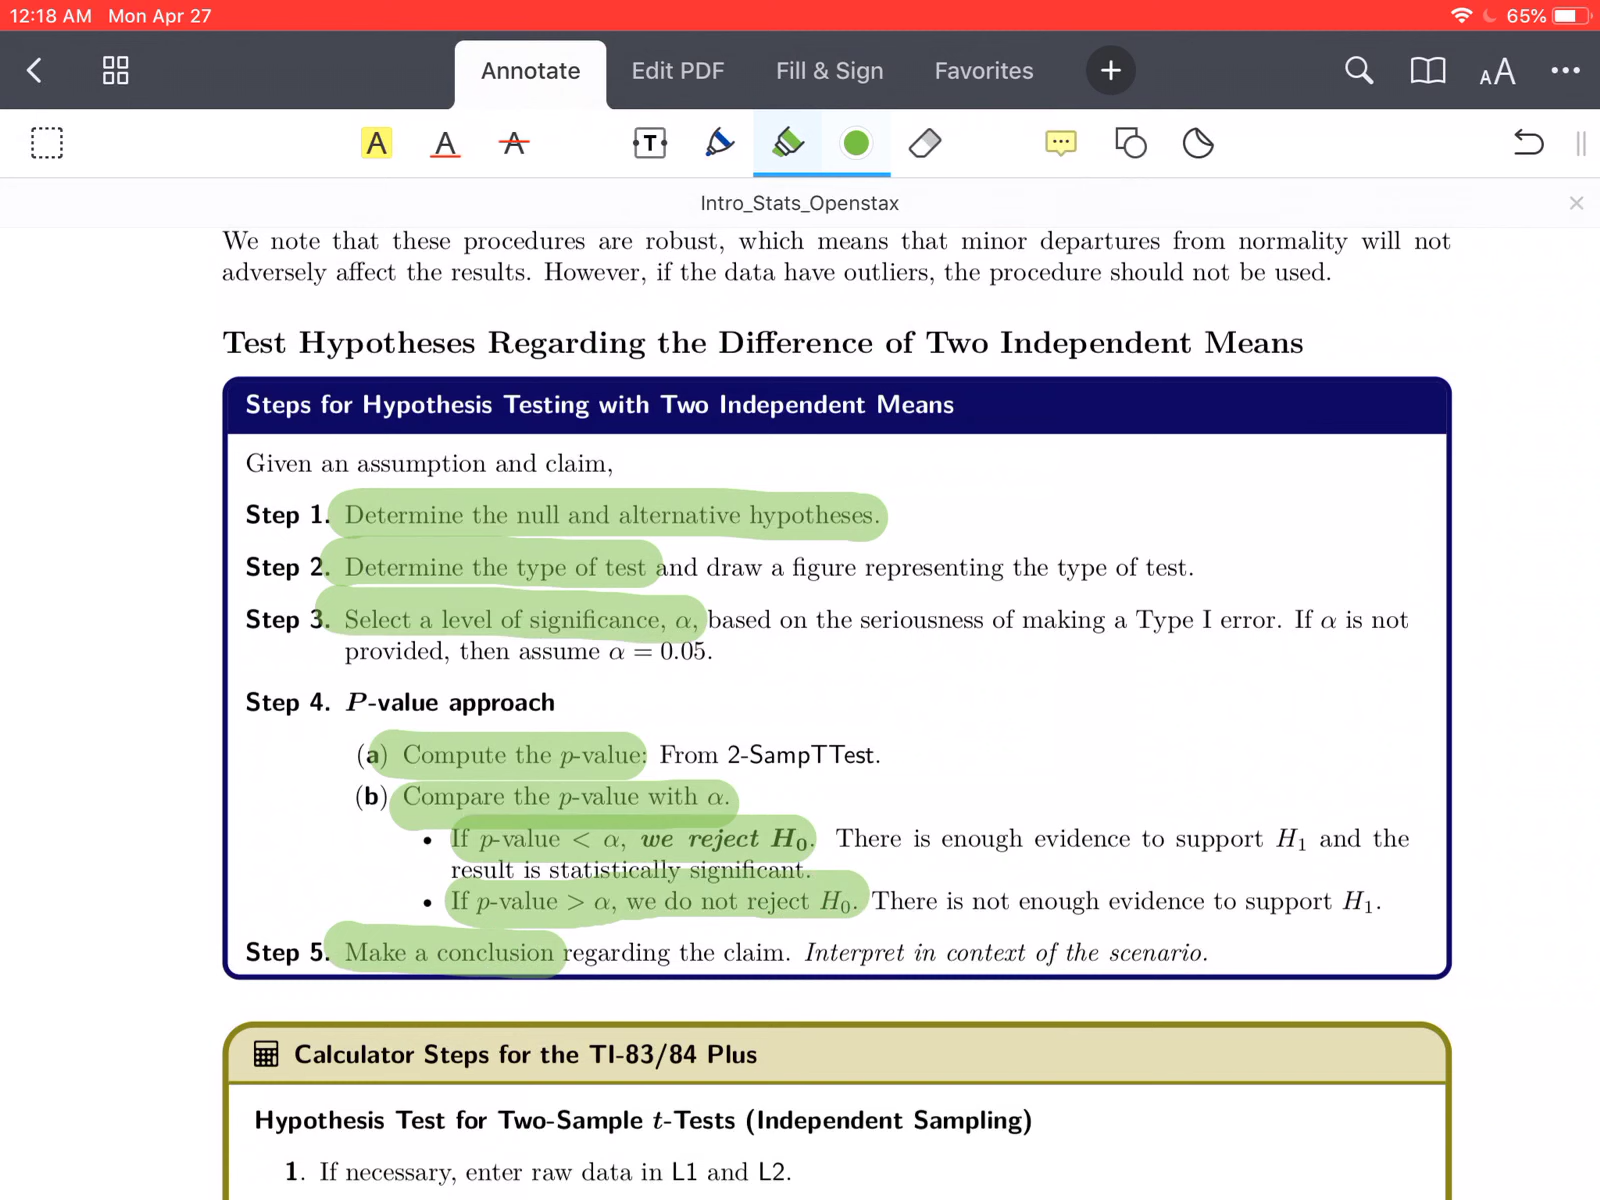 12:18 AM Mon Apr 27
65%
Annotate
Edit PDF
Fill & Sign
Favorites
AA
A
A
A
T
Intro_Stats_Openstax
We note that these procedures are robust, which means that minor departures from normality will not
adversely affect the results. However, if the data have outliers, the procedure should not be used.
Test Hypotheses Regarding the Difference of Two Independent Means
Steps for Hypothesis Testing with Two Independent Means
Given an assumption and claim,
Step 1. Determine the null and alternative hypotheses.
Step 2. Determine the type of test and draw a figure representing the type of test.
Step 3. Select a level of significance, α, based on the seriousness of making a Type I error. If α is not
provided, then assume α = 0.05.
Step 4. P-value approach
(a) Compute the p-value: From 2-SampTTest.
(b) Compare the p-value with α.
• If p-value < α, we reject H₀. There is enough evidence to support H₁ and the
result is statistically significant.
• If p-value > α, we do not reject H₀. There is not enough evidence to support H₁.
Step 5. Make a conclusion regarding the claim. Interpret in context of the scenario.
Calculator Steps for the TI-83/84 Plus
Hypothesis Test for Two-Sample t-Tests (Independent Sampling)
1. If necessary, enter raw data in L1 and L2.